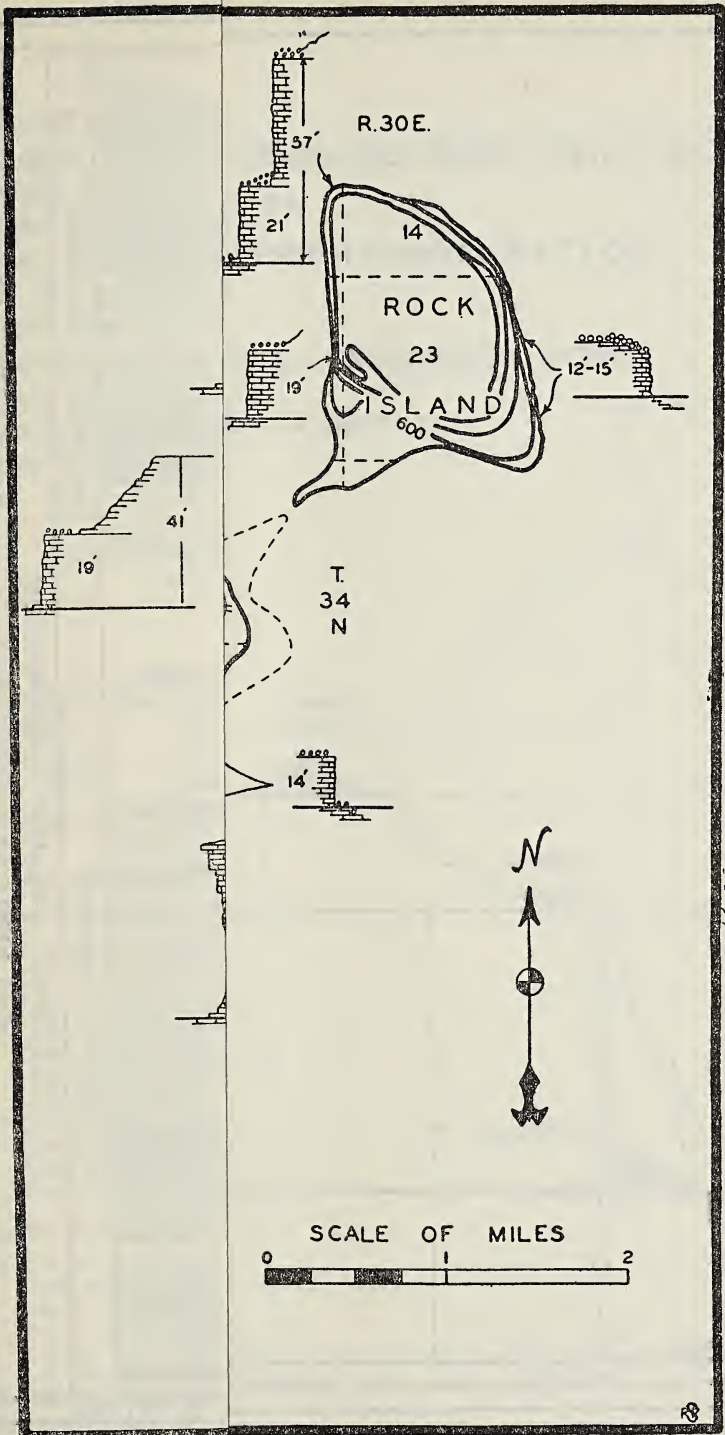 R.30E.
57'
21'
14
ROCK
23
19'
12'-15'
ISLAND
600
41'
19'
T.
34
N
14'
N
SCALE OF MILES
0 1 2